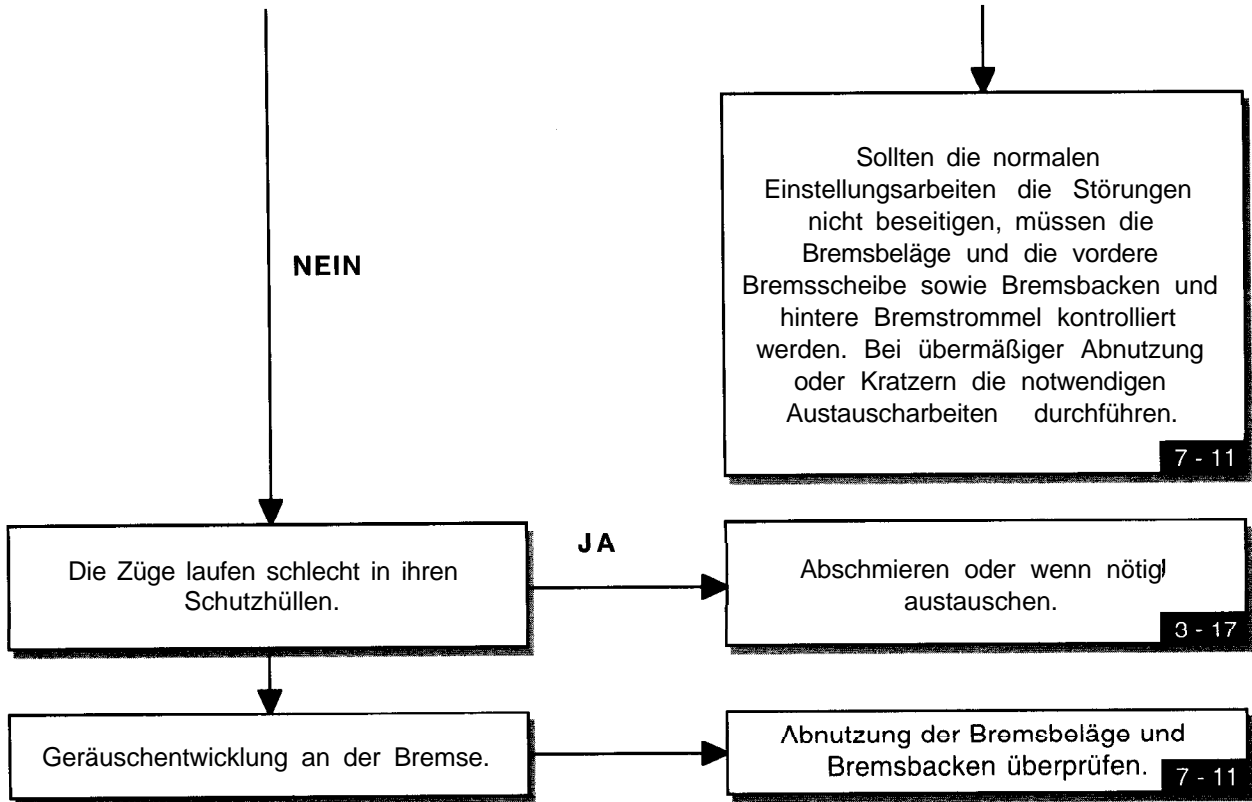 Sollten die normalen
Einstellungsarbeiten die Störungen
nicht beseitigen, müssen die
Bremsbeläge und die vordere
Bremsscheibe sowie Bremsbacken und
hintere Bremstrommel kontrolliert
werden. Bei übermäßiger Abnutzung
oder Kratzern die notwendigen
Austauscharbeiten durchführen.
7 - 11
NEIN
Die Züge laufen schlecht in ihren
Schutzhüllen.
JA
Abschmieren oder wenn nötig
austauschen.
3 - 17
Geräuschentwicklung an der Bremse.
Abnutzung der Bremsbeläge und
Bremsbacken überprüfen.
7 - 11